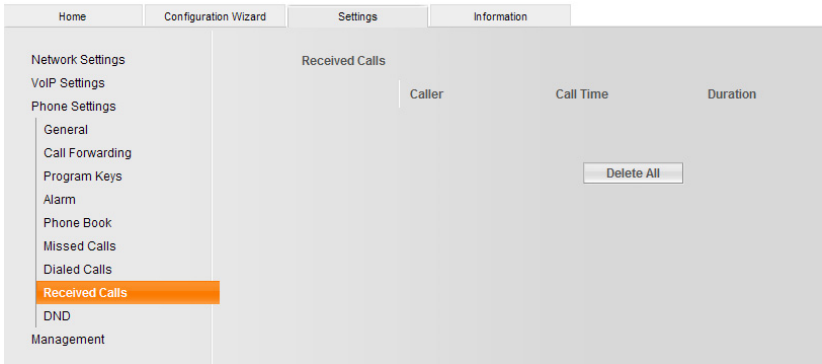 Home Configuration Wizard Settings Information
Network Settings
VoIP Settings
Phone Settings
General
Call Forwarding
Program Keys
Alarm
Phone Book
Missed Calls
Dialed Calls
Received Calls
DND
Management
Received Calls
Caller Call Time Duration
Delete All